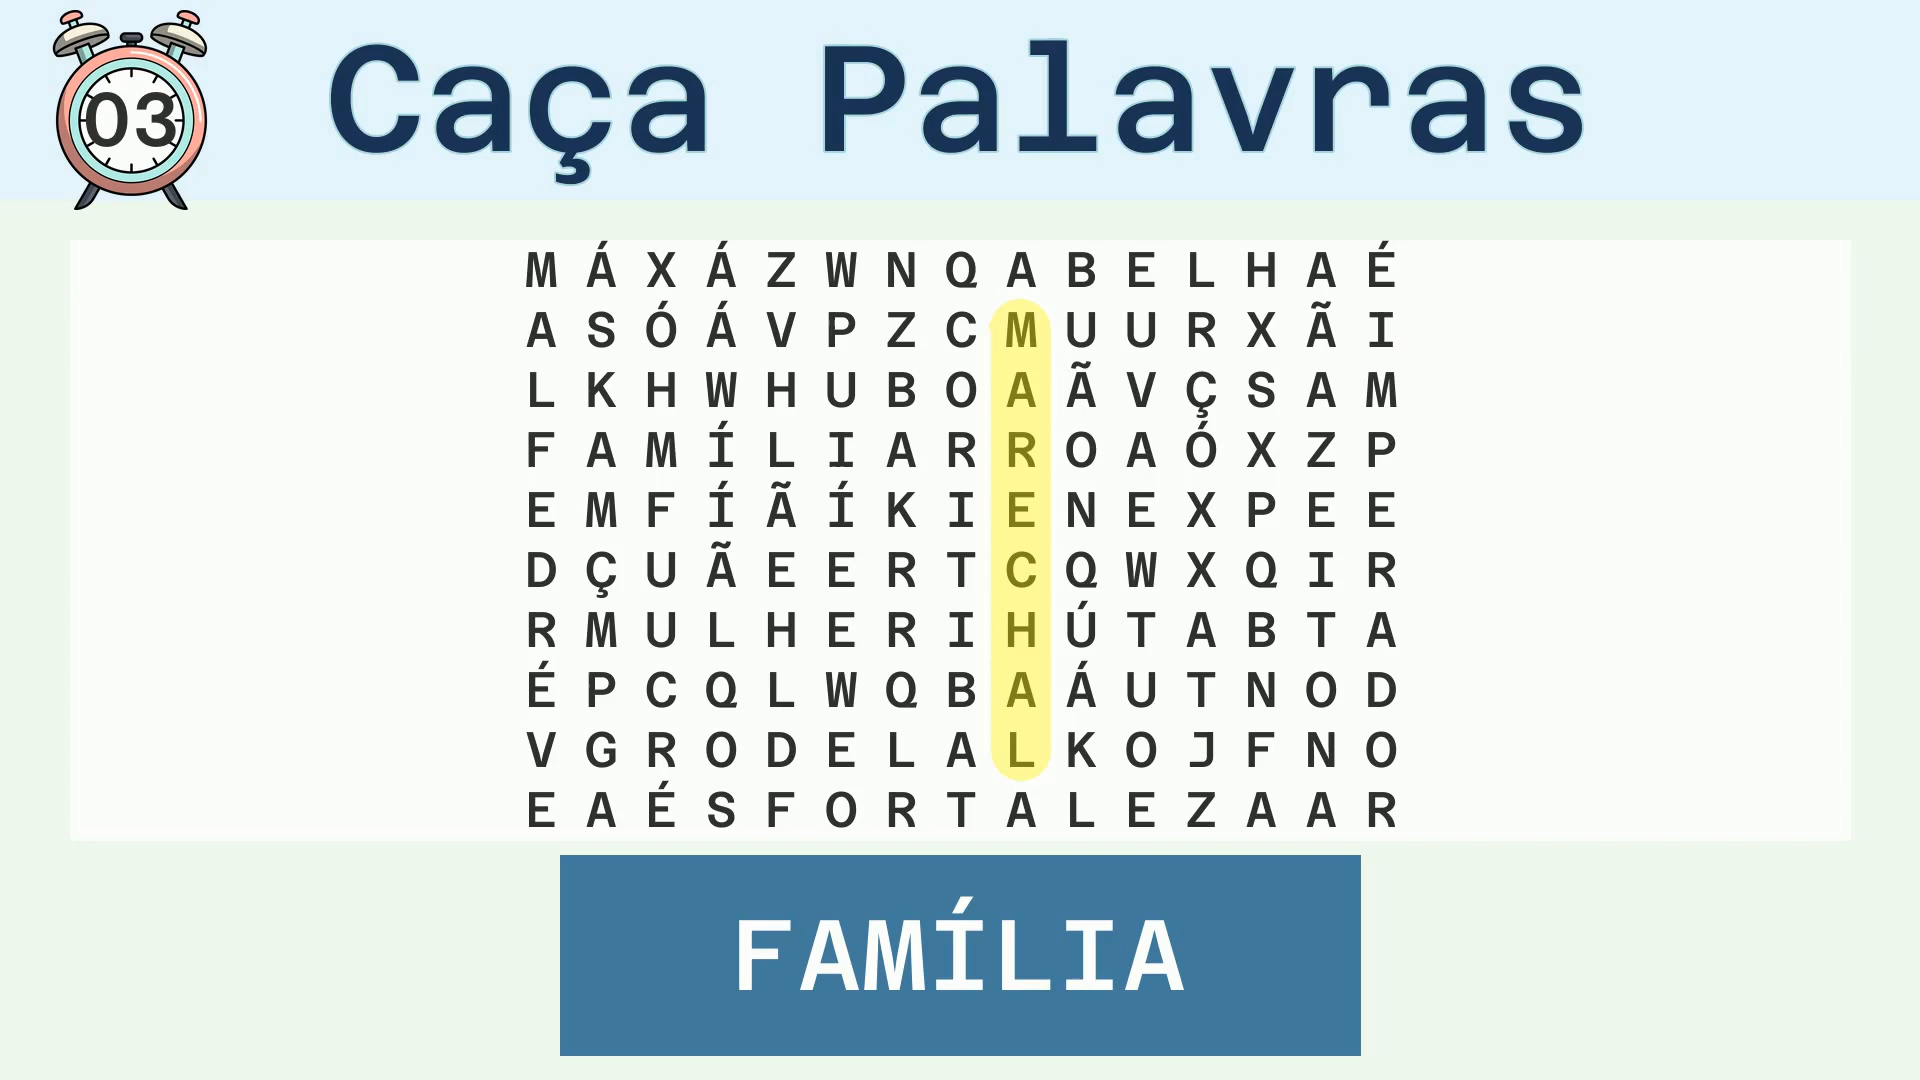 03
Caça Palavras
M Á X Á Z W N Q A B E L H A É
A S Ó Á V P Z C M U U R X Ã I
L K H W H U B O A Ã V Ç S A M
F A M Í L I A R R O A Ó X Z P
E M F Í Ã Í K I E N E X P E E
D Ç U Ã E E R T C Q W X Q I R
R M U L H E R I H Ú T A B T A
É P C Q L W Q B A Á U T N O D
V G R O D E L A L K O J F N O
E A É S F O R T A L E Z A A R
FAMÍLIA